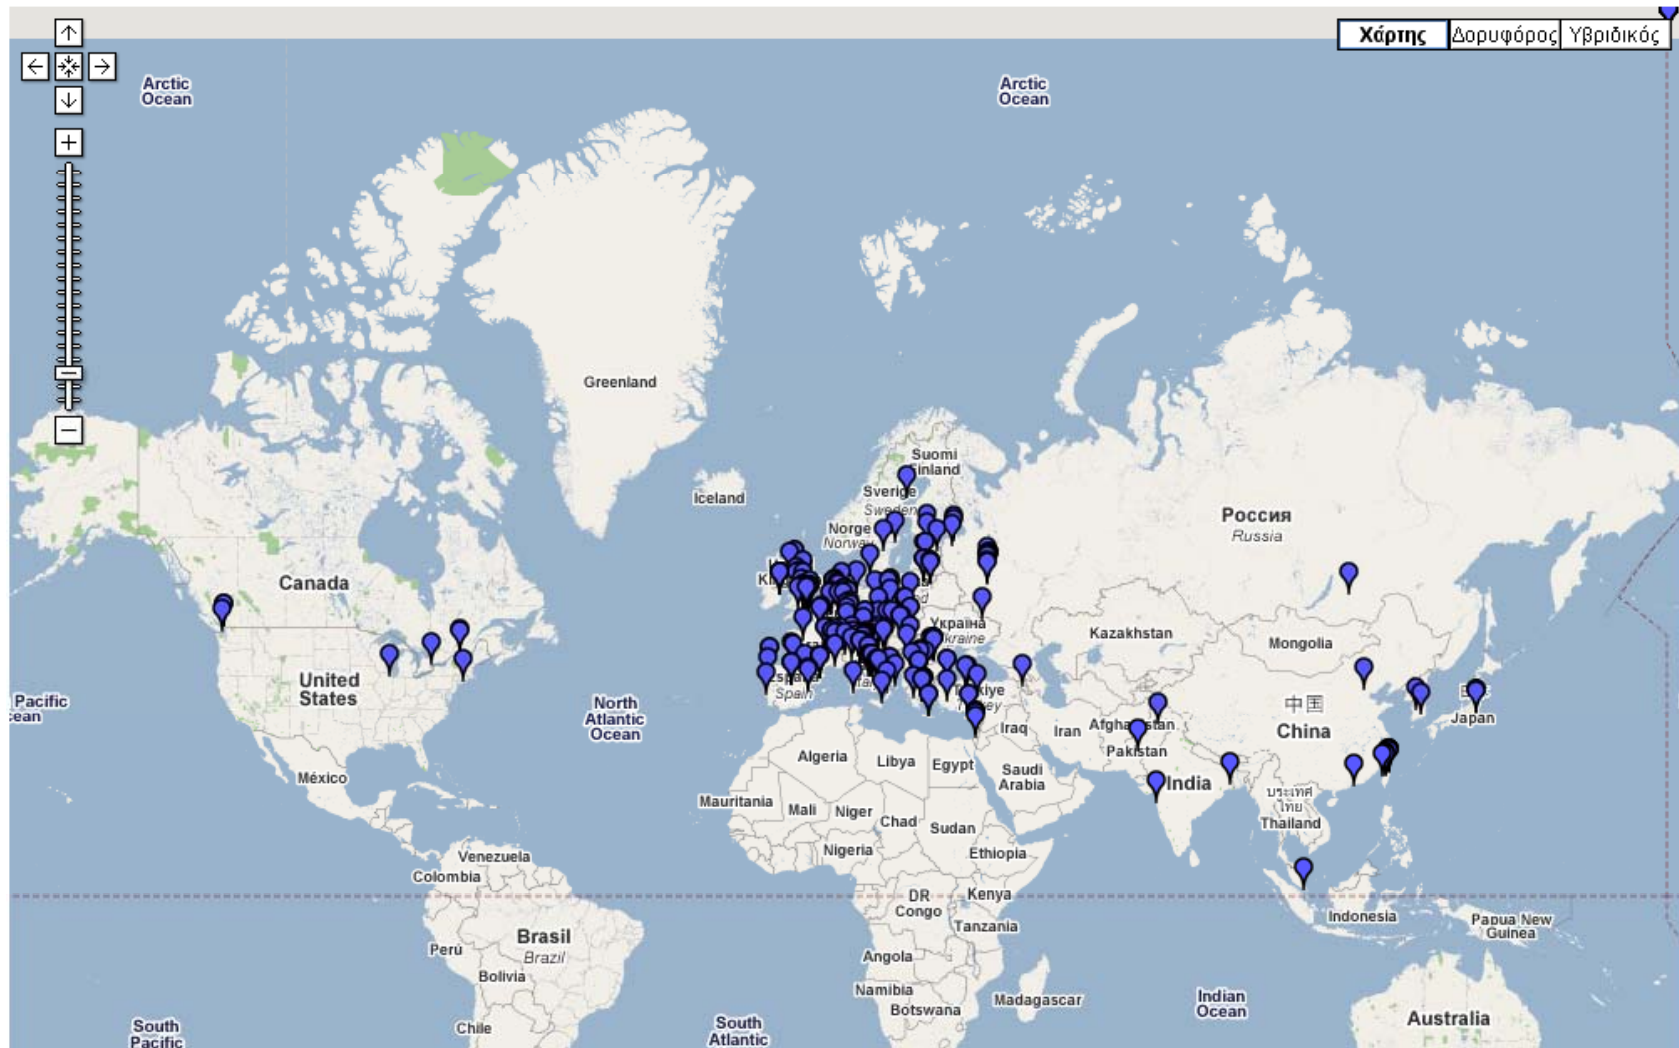 Χάρτης
Δορυφόρος
Υβριδικός
Arctic
Ocean
Arctic
Ocean
Greenland
Suomi
Finland
Iceland
Sverige
Sweden
Norge
Norway
Россия
Russia
Canada
Україна
Ukraine
Kazakhstan
Mongolia
United
States
Spain
North
Atlantic
Ocean
Pacific
中国
China
Japan
Iraq
Iran
Afghanistan
Pakistan
Algeria
Libya
Egypt
Saudi
Arabia
México
India
Mauritania
Mali
Niger
Chad
Sudan
ประเทศ
ไทย
Thailand
Nigeria
Ethiopia
Venezuela
Colombia
DR
Congo
Kenya
Tanzania
Indonesia
Papua New
Guinea
Brasil
Brazil
Perú
Bolivia
Angola
Namibia
Botswana
Madagascar
Indian
Ocean
Australia
Chile
South
Pacific
South
Atlantic